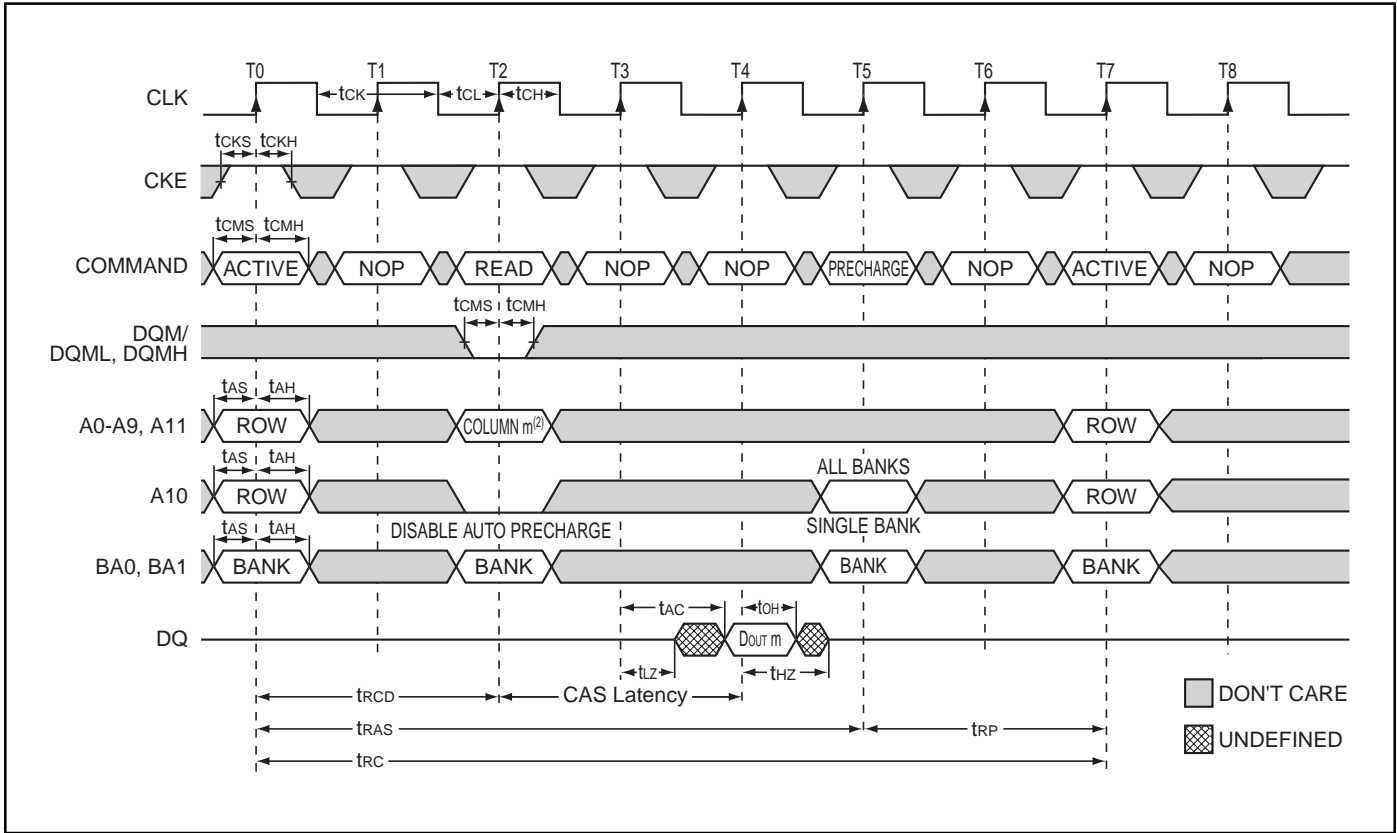 T0 T1 T2 T3 T4 T5 T6 T7 T8
CLK tCK tCL tCH
tCKS tCKH
CKE
tCMS tCMH
COMMAND ACTIVE NOP READ NOP NOP PRECHARGE NOP ACTIVE NOP
tCMS tCMH
DQM/
DQML, DQMH
tAS tAH
A0-A9, A11 ROW COLUMN m(2) ROW
tAS tAH ALL BANKS
A10 ROW ROW
tAS tAH DISABLE AUTO PRECHARGE SINGLE BANK
BA0, BA1 BANK BANK BANK BANK
tAC tOH
DQ DOUT m
tLZ tHZ
tRCD CAS Latency
DON'T CARE
tRAS tRP
UNDEFINED
tRC